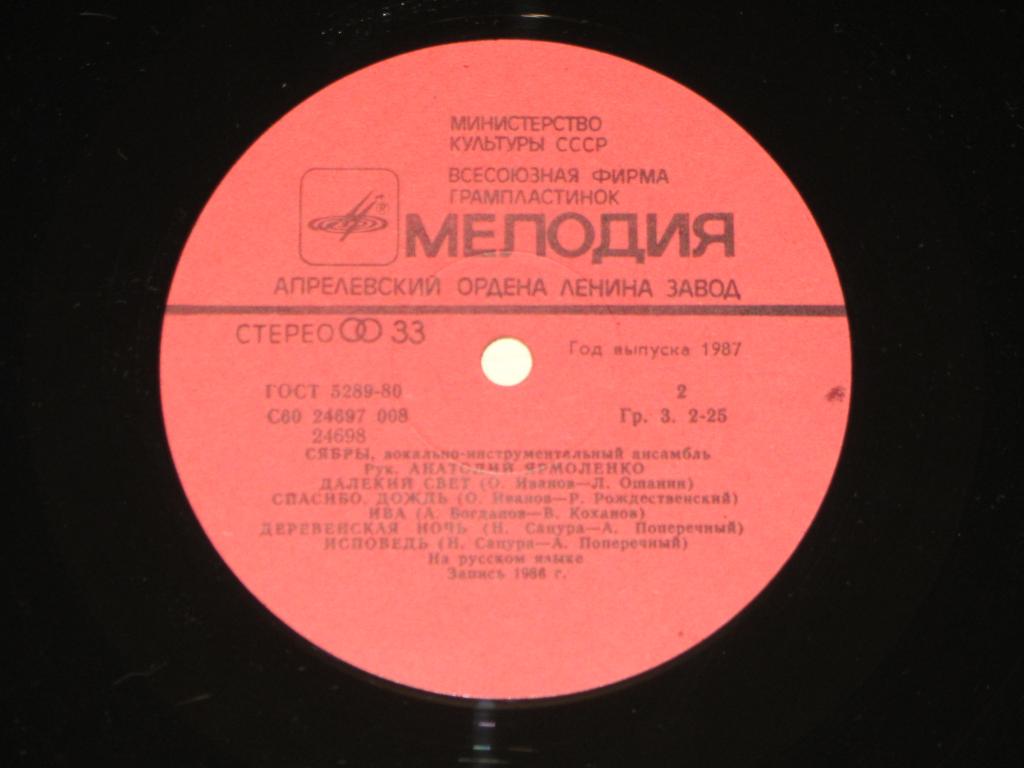 МИНИСТЕРСТВО
КУЛЬТУРЫ СССР
ВСЕСОЮЗНАЯ ФИРМА
ГРАМПЛАСТИНОК
МЕЛОДИЯ
АПРЕЛЕВСКИЙ ОРДЕНА ЛЕНИНА ЗАВОД
СТЕРЕО 33
Год выпуска 1987
ГОСТ 5289-80
2
С60 24697 008
Гр. 3. 2-25
24698
СЯБРЫ, вокально-инструментальный ансамбль
Рук. АНАТОЛИЙ ЯРМОЛЕНКО
ДАЛЕКИЙ СВЕТ (О. Иванов—Л. Ошанин)
СПАСИБО, ДОЖДЬ (О. Иванов—Р. Рождественский)
ИВА (А. Богданов—В. Коханов)
ДЕРЕВЕНСКАЯ НОЧЬ (Н. Сацура—А. Поперечный)
ИСПОВЕДЬ (Н. Сацура—А. Поперечный)
На русском языке
Запись 1986 г.